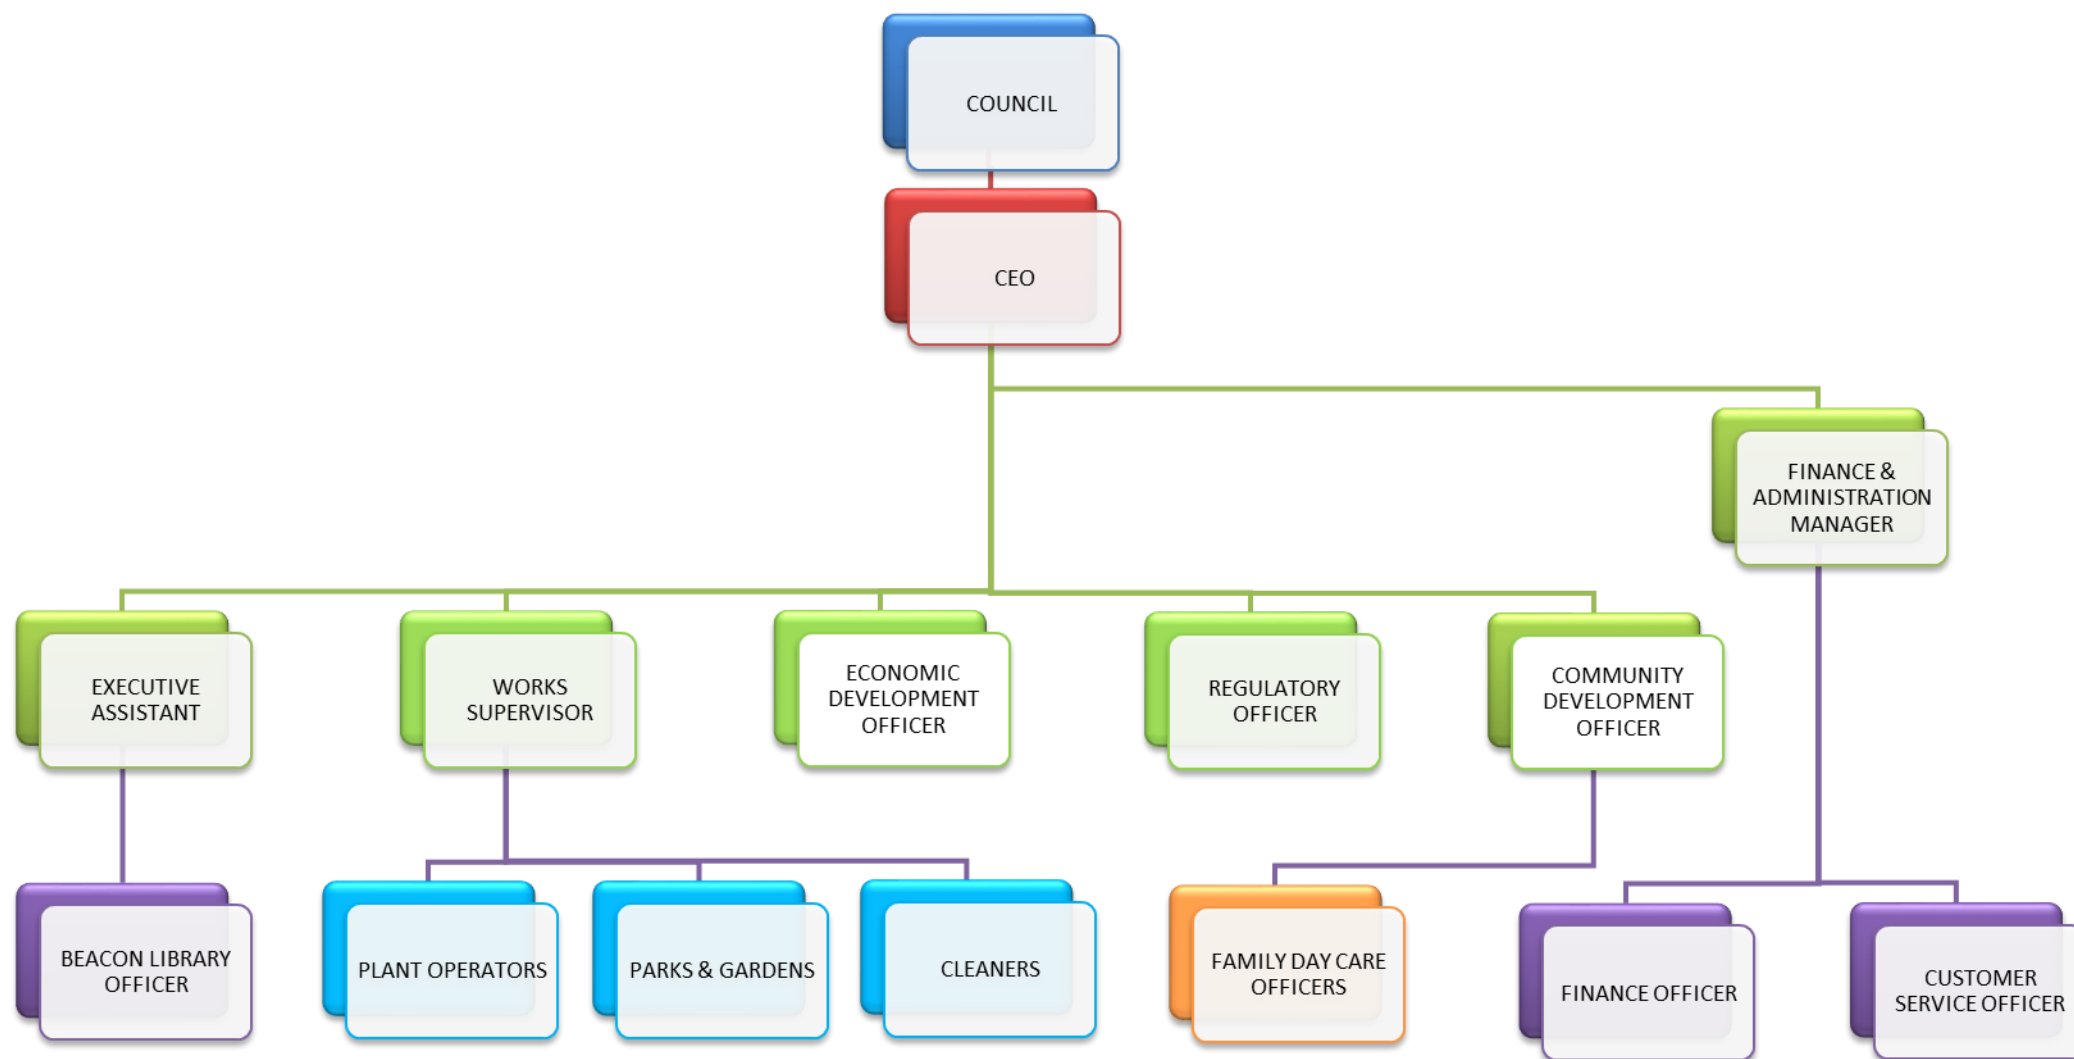 COUNCIL
CEO
FINANCE &
ADMINISTRATION
MANAGER
EXECUTIVE
ASSISTANT
WORKS
SUPERVISOR
ECONOMIC
DEVELOPMENT
OFFICER
REGULATORY
OFFICER
COMMUNITY
DEVELOPMENT
OFFICER
BEACON LIBRARY
OFFICER
PLANT OPERATORS
PARKS & GARDENS
CLEANERS
FAMILY DAY CARE
OFFICERS
FINANCE OFFICER
CUSTOMER
SERVICE OFFICER